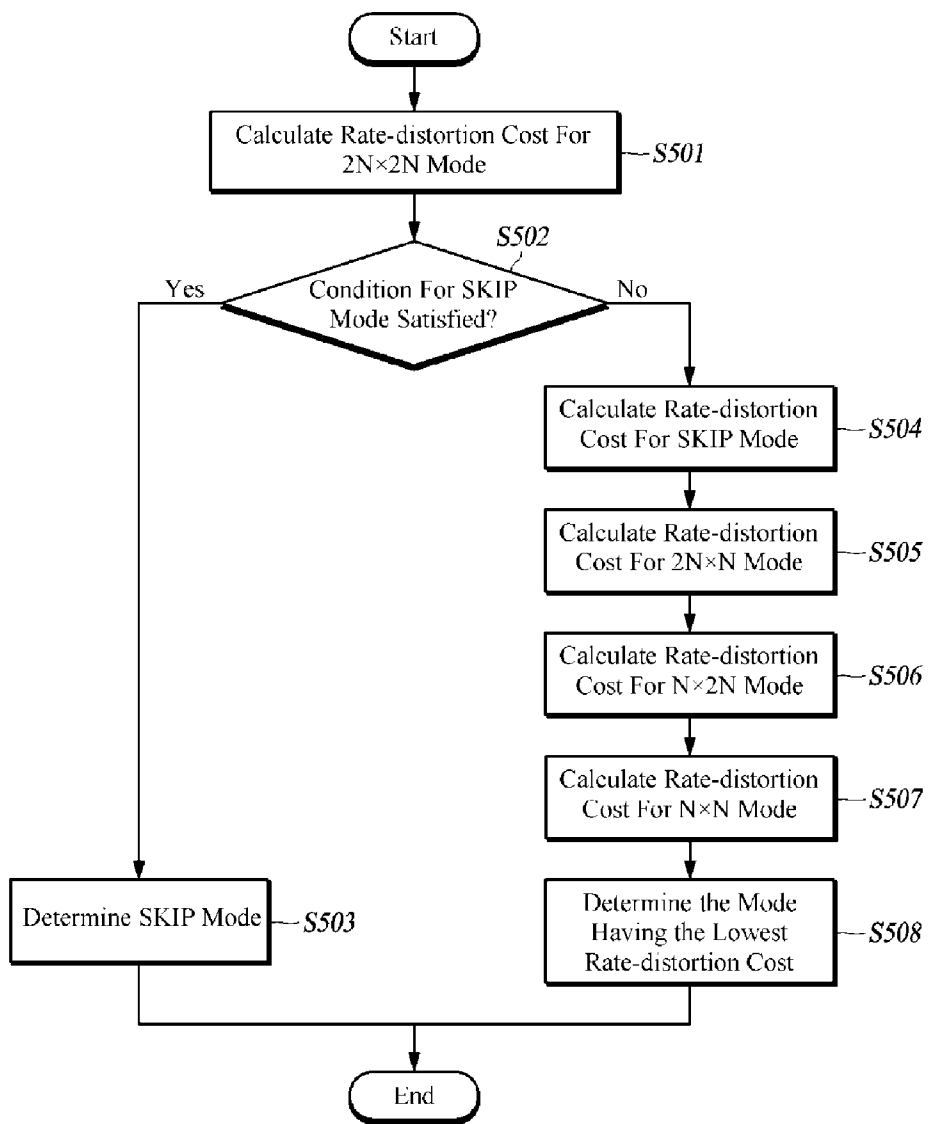 Start
Calculate Rate-distortion Cost For
2N×2N Mode
S501
S502
Condition For SKIP
Mode Satisfied?
Yes
No
Calculate Rate-distortion
Cost For SKIP Mode
S504
Calculate Rate-distortion
Cost For 2N×N Mode
S505
Calculate Rate-distortion
Cost For N×2N Mode
S506
Calculate Rate-distortion
Cost For N×N Mode
S507
Determine SKIP Mode
S503
Determine the Mode
Having the Lowest
Rate-distortion Cost
S508
End